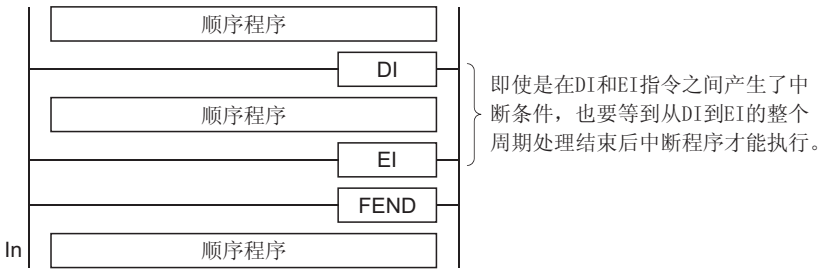 顺序程序
DI
即使是在DI和EI指令之间产生了中
断条件，也要等到从DI到EI的整个
周期处理结束后中断程序才能执行。
顺序程序
EI
FEND
In
顺序程序